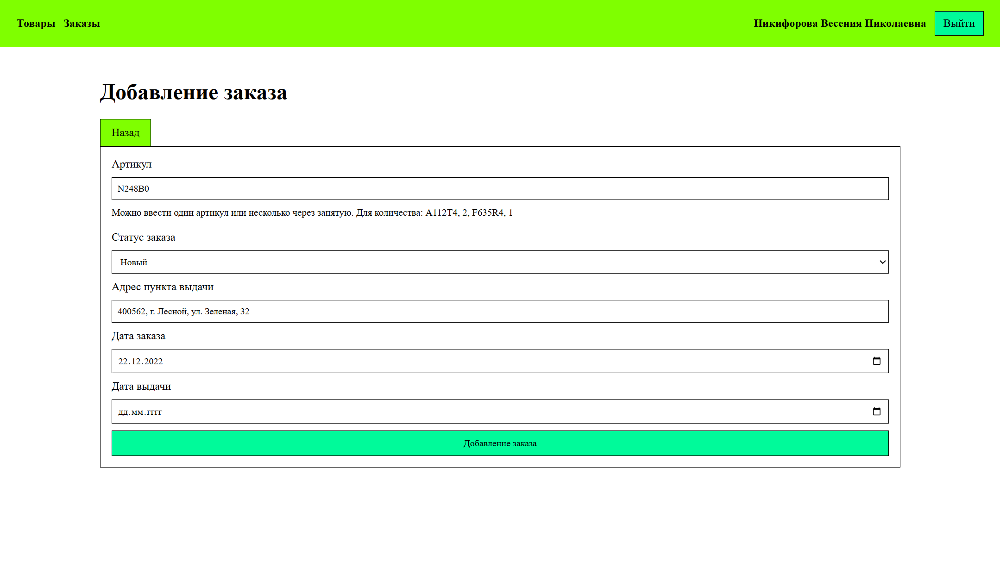 Товары Заказы
Никифорова Весения Николаевна Выйти
Добавление заказа
Назад
Артикул
N248B0
Можно ввести один артикул или несколько через запятую. Для количества: A112T4, 2, F635R4, 1
Статус заказа
Новый
Адрес пункта выдачи
400562, г. Лесной, ул. Зеленая, 32
Дата заказа
22.12.2022
Дата выдачи
дд.мм.гггг
Добавление заказа